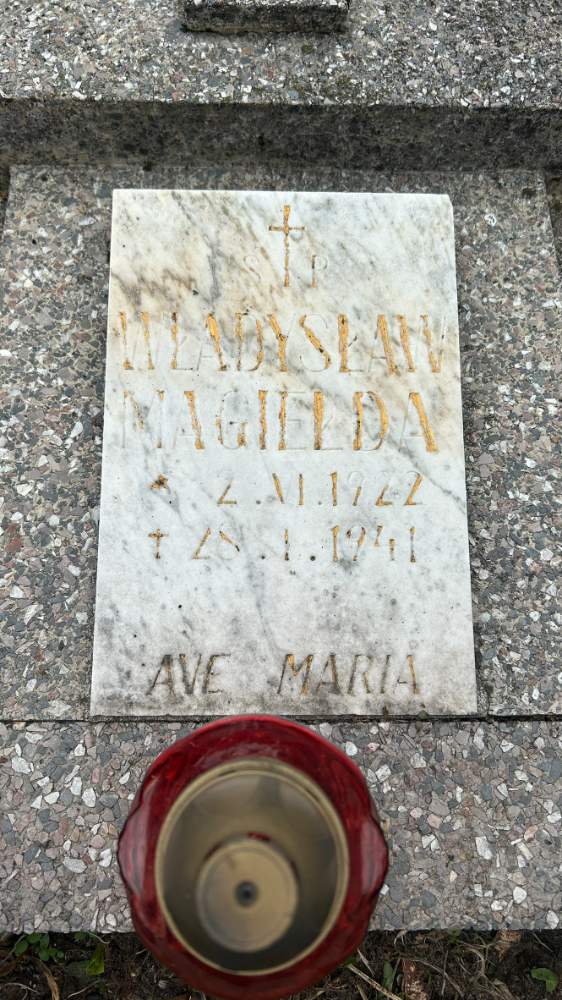 Ś P
WŁADYSŁAW
MAGIEŁDA
* 2.VI.1922
† 28.I.1941
AVE MARIA